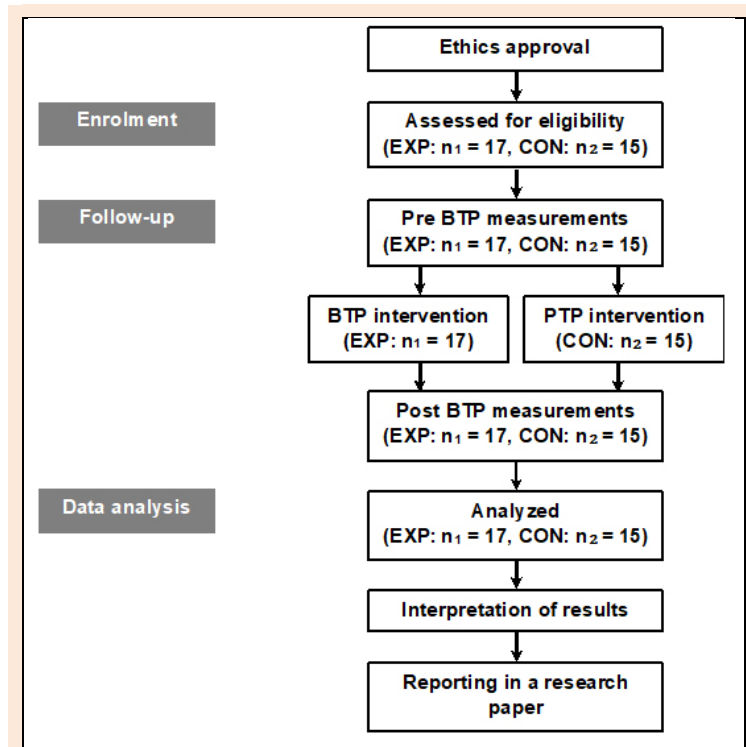 Ethics approval
Enrolment
Assessed for eligibility
(EXP: n₁ = 17, CON: n₂ = 15)
Follow-up
Pre BTP measurements
(EXP: n₁ = 17, CON: n₂ = 15)
BTP intervention
(EXP: n₁ = 17)
PTP intervention
(CON: n₂ = 15)
Post BTP measurements
(EXP: n₁ = 17, CON: n₂ = 15)
Data analysis
Analyzed
(EXP: n₁ = 17, CON: n₂ = 15)
Interpretation of results
Reporting in a research
paper